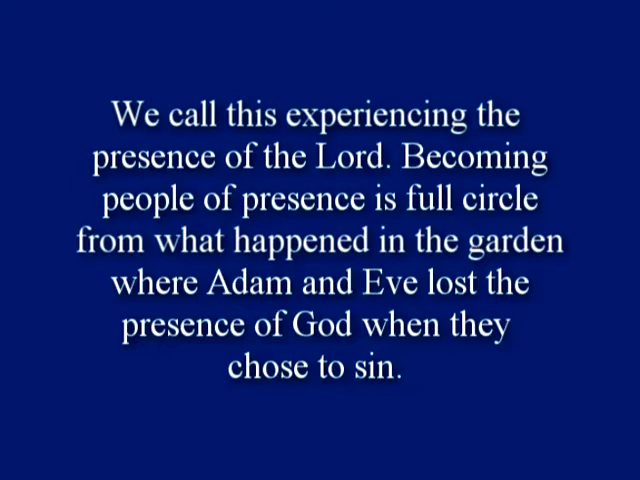 We call this experiencing the
presence of the Lord. Becoming
people of presence is full circle
from what happened in the garden
where Adam and Eve lost the
presence of God when they
chose to sin.